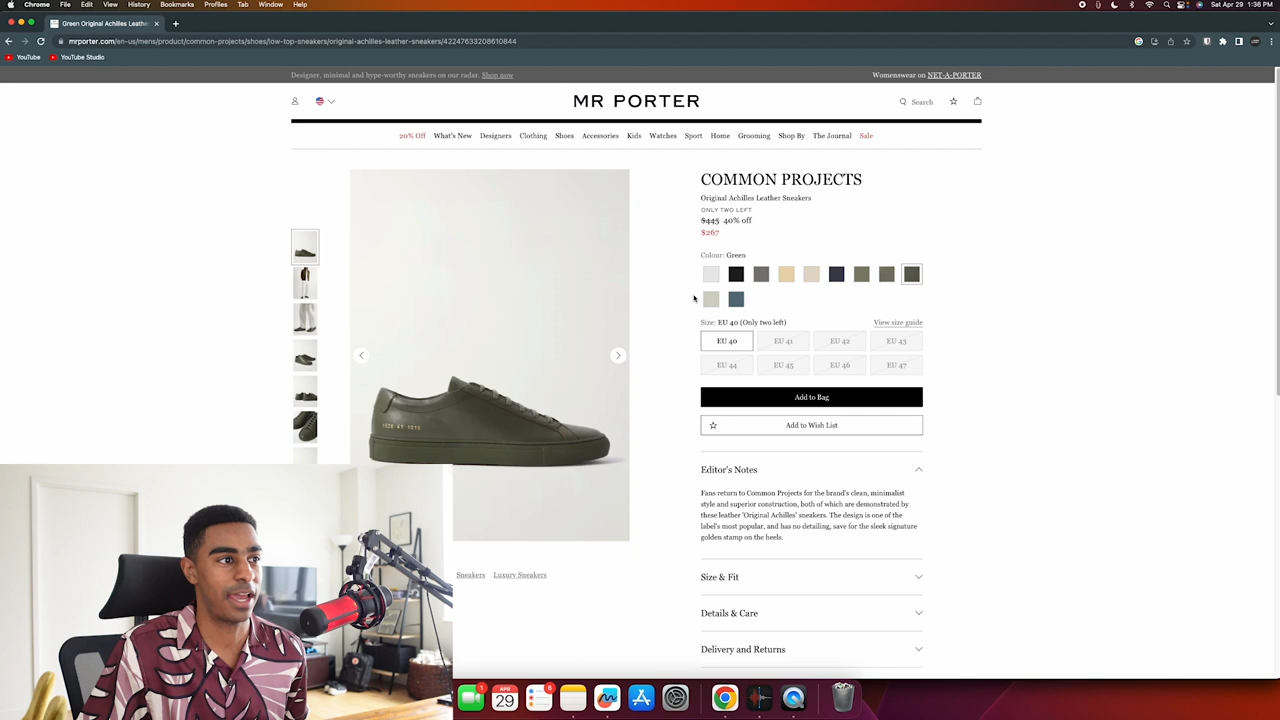 Chrome File Edit View History Bookmarks Profiles Tab Window Help
Sat Apr 29 1:36 PM
Green Original Achilles Leathe
mrporter.com/en-us/mens/product/common-projects/shoes/low-top-sneakers/original-achilles-leather-sneakers/42247633208610844
YouTube YouTube Studio
Designer, minimal and hype-worthy sneakers on our radar. Shop now
Womenswear on NET-A-PORTER
MR PORTER
Search
20% Off What's New Designers Clothing Shoes Accessories Kids Watches Sport Home Grooming Shop By The Journal Sale
COMMON PROJECTS
Original Achilles Leather Sneakers
ONLY TWO LEFT
$445 40% off
$267
Colour: Green
Size: EU 40 (Only two left)
View size guide
EU 40 EU 41 EU 42 EU 43
EU 44 EU 45 EU 46 EU 47
Add to Bag
Add to Wish List
Editor's Notes
Fans return to Common Projects for the brand's clean, minimalist
style and superior construction, both of which are demonstrated by
these leather 'Original Achilles' sneakers. The design is one of the
label's most popular, and has no detailing, save for the sleek signature
golden stamp on the heels.
Sneakers Luxury Sneakers
Size & Fit
Details & Care
Delivery and Returns
1
APR
29
6